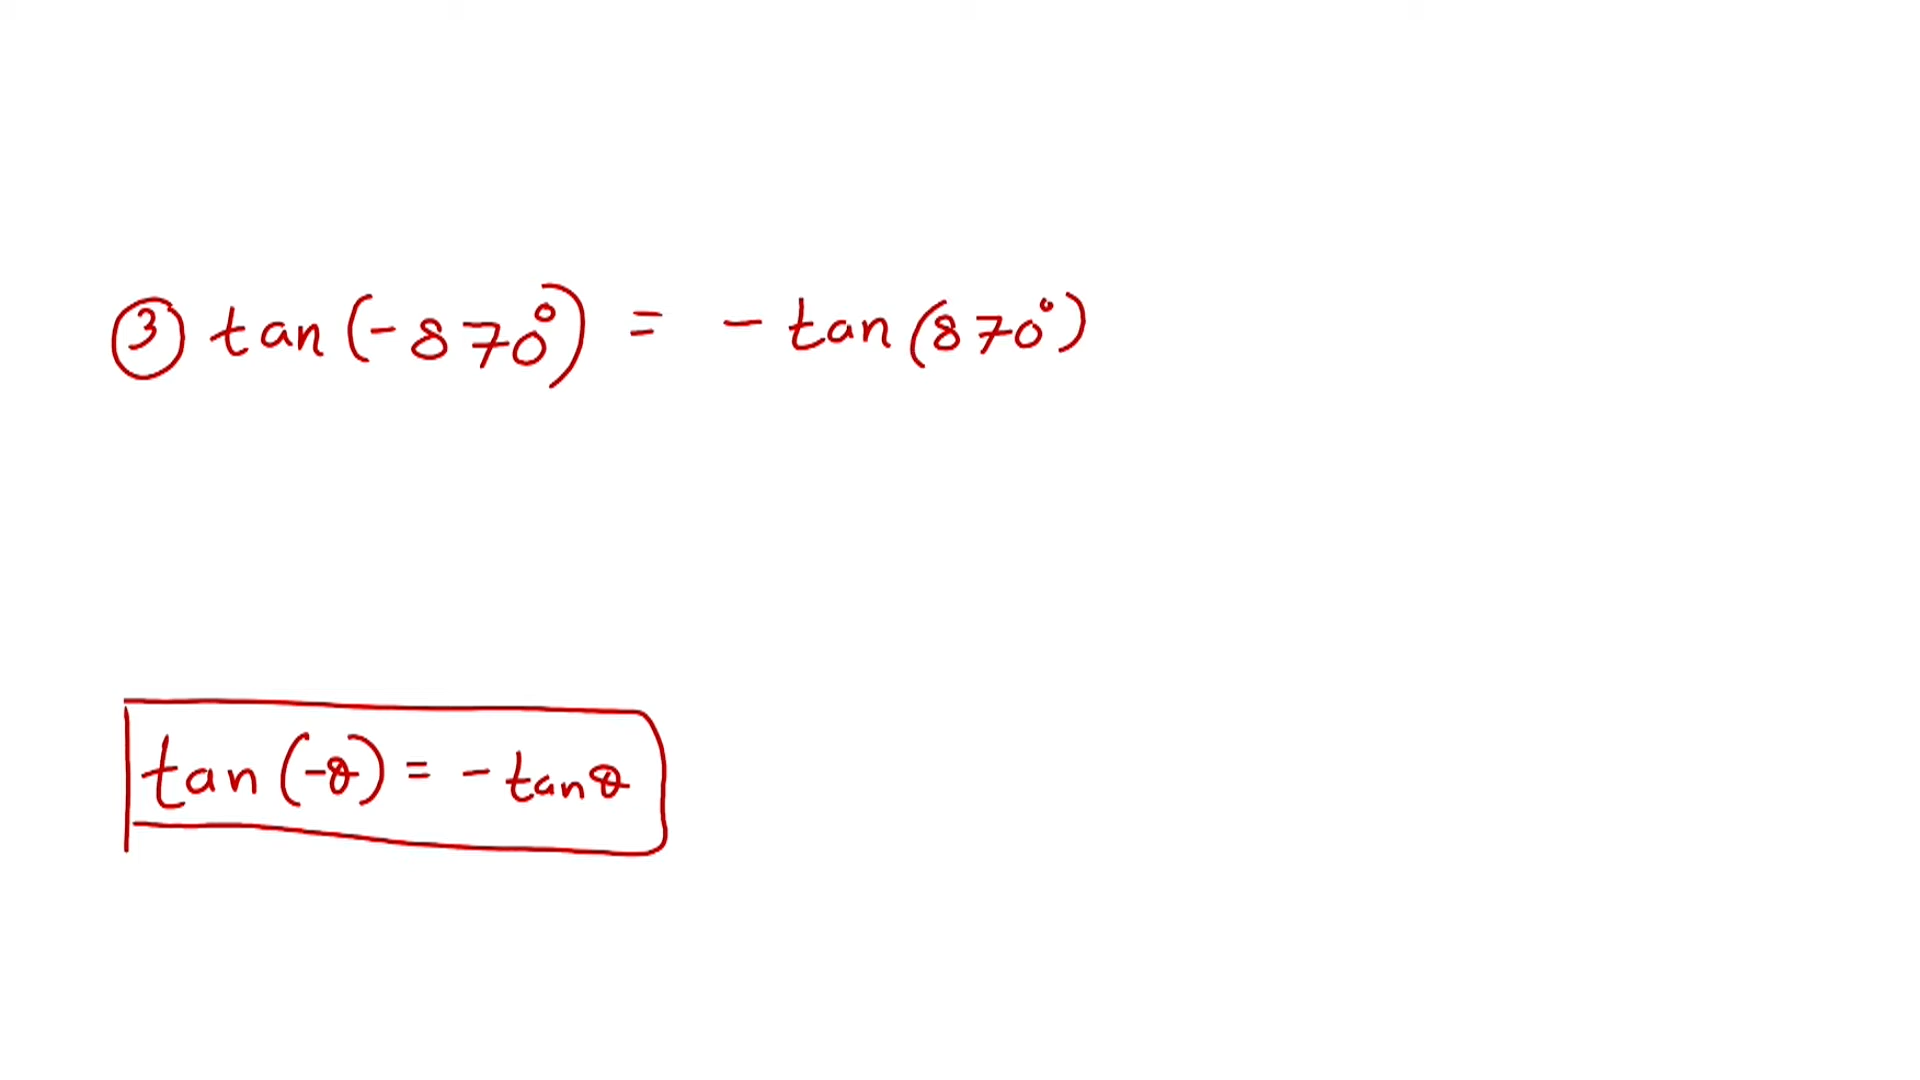 ③ tan(-870°) = - tan(870°)
tan(-θ) = - tanθ